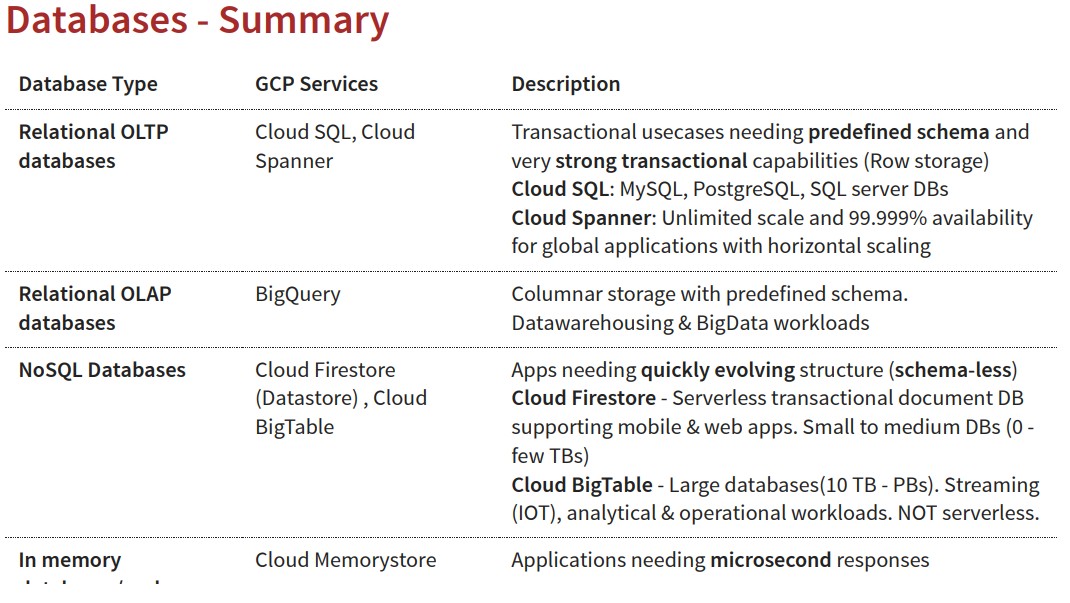 Databases - Summary
Database Type GCP Services Description
Relational OLTP databases
Cloud SQL, Cloud Spanner
Transactional usecases needing predefined schema and
very strong transactional capabilities (Row storage)
Cloud SQL: MySQL, PostgreSQL, SQL server DBs
Cloud Spanner: Unlimited scale and 99.999% availability
for global applications with horizontal scaling
Relational OLAP
databases
BigQuery
Columnar storage with predefined schema.
Datawarehousing & BigData workloads
NoSQL Databases
Cloud Firestore
(Datastore) , Cloud
BigTable
Apps needing quickly evolving structure (schema-less)
Cloud Firestore - Serverless transactional document DB
supporting mobile & web apps. Small to medium DBs (0 -
few TBs)
Cloud BigTable - Large databases(10 TB - PBs). Streaming
(IOT), analytical & operational workloads. NOT serverless.
In memory
Cloud Memorystore
Applications needing microsecond responses